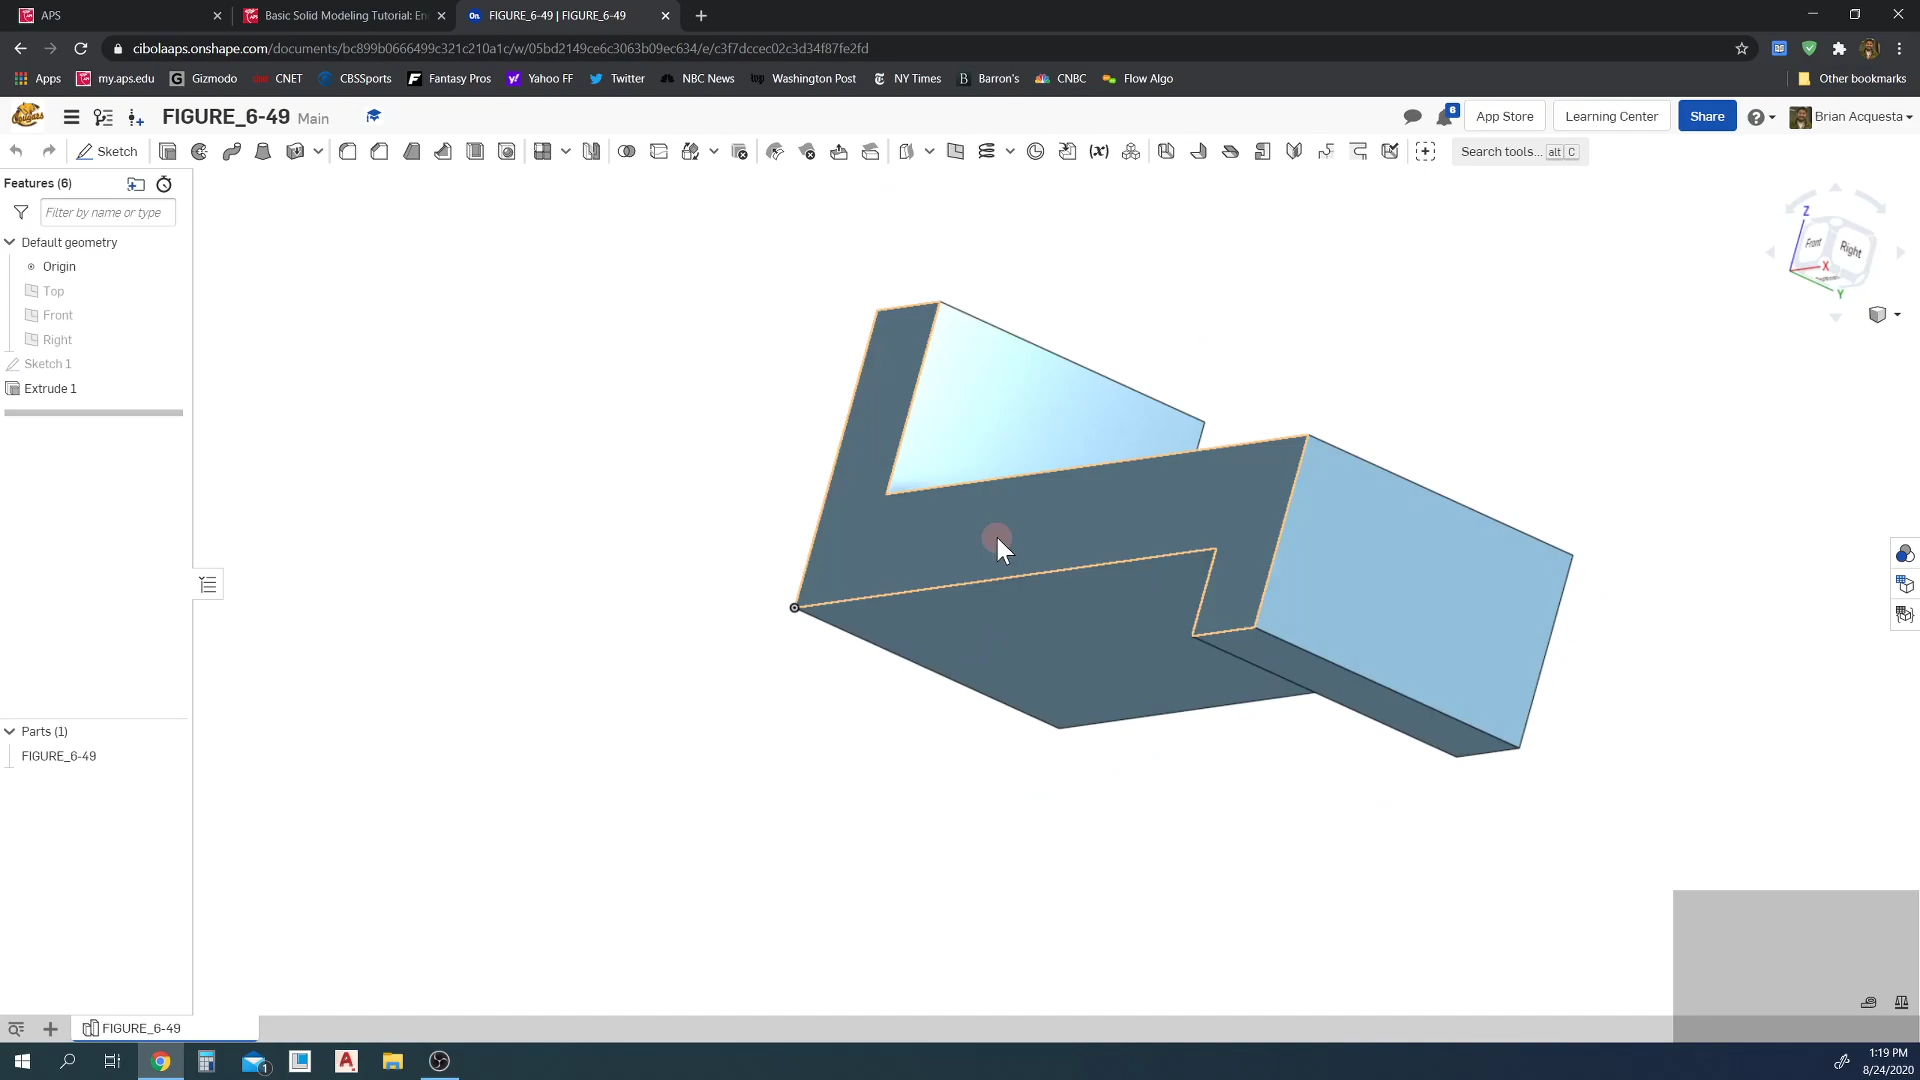 APS
Basic Solid Modeling Tutorial: En
On FIGURE_6-49 | FIGURE_6-49
cibolaaps.onshape.com/documents/bc899b0666499c321c210a1c/w/05bd2149ce6c3063b09ec634/e/c3f7dccec02c3d34f87fe2fd
Apps my.aps.edu Gizmodo CNET CBSSports Fantasy Pros Yahoo FF Twitter NBC News Washington Post NY Times Barron's CNBC Flow Algo Other bookmarks
FIGURE_6-49 Main 6 App Store Learning Center Share Brian Acquesta
Sketch Search tools... alt C
Features (6)
Filter by name or type
Default geometry
Origin
Top
Front
Right
Sketch 1
Extrude 1
Z
Front Right
X
Y
Parts (1)
FIGURE_6-49
FIGURE_6-49
1
1:19 PM
8/24/2020